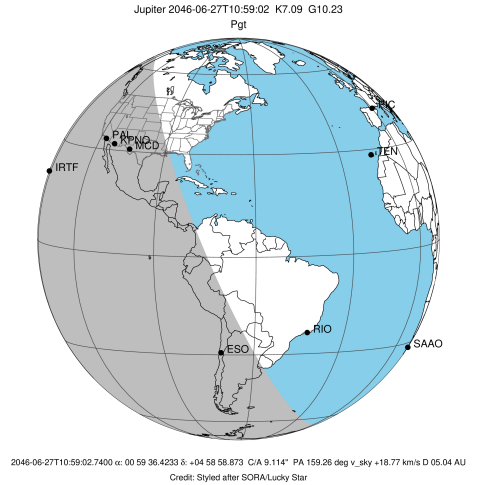 Jupiter 2046-06-27T10:59:02 K7.09 G10.23
Pgt
PIC
PAL
KPNO
MCD
TEN
IRTF
RIO
SAAO
ESO
2046-06-27T10:59:02.7400 α: 00 59 36.4233 δ: +04 58 58.873 C/A 9.114" PA 159.26 deg v_sky +18.77 km/s D 05.04 AU
Credit: Styled after SORA/Lucky Star